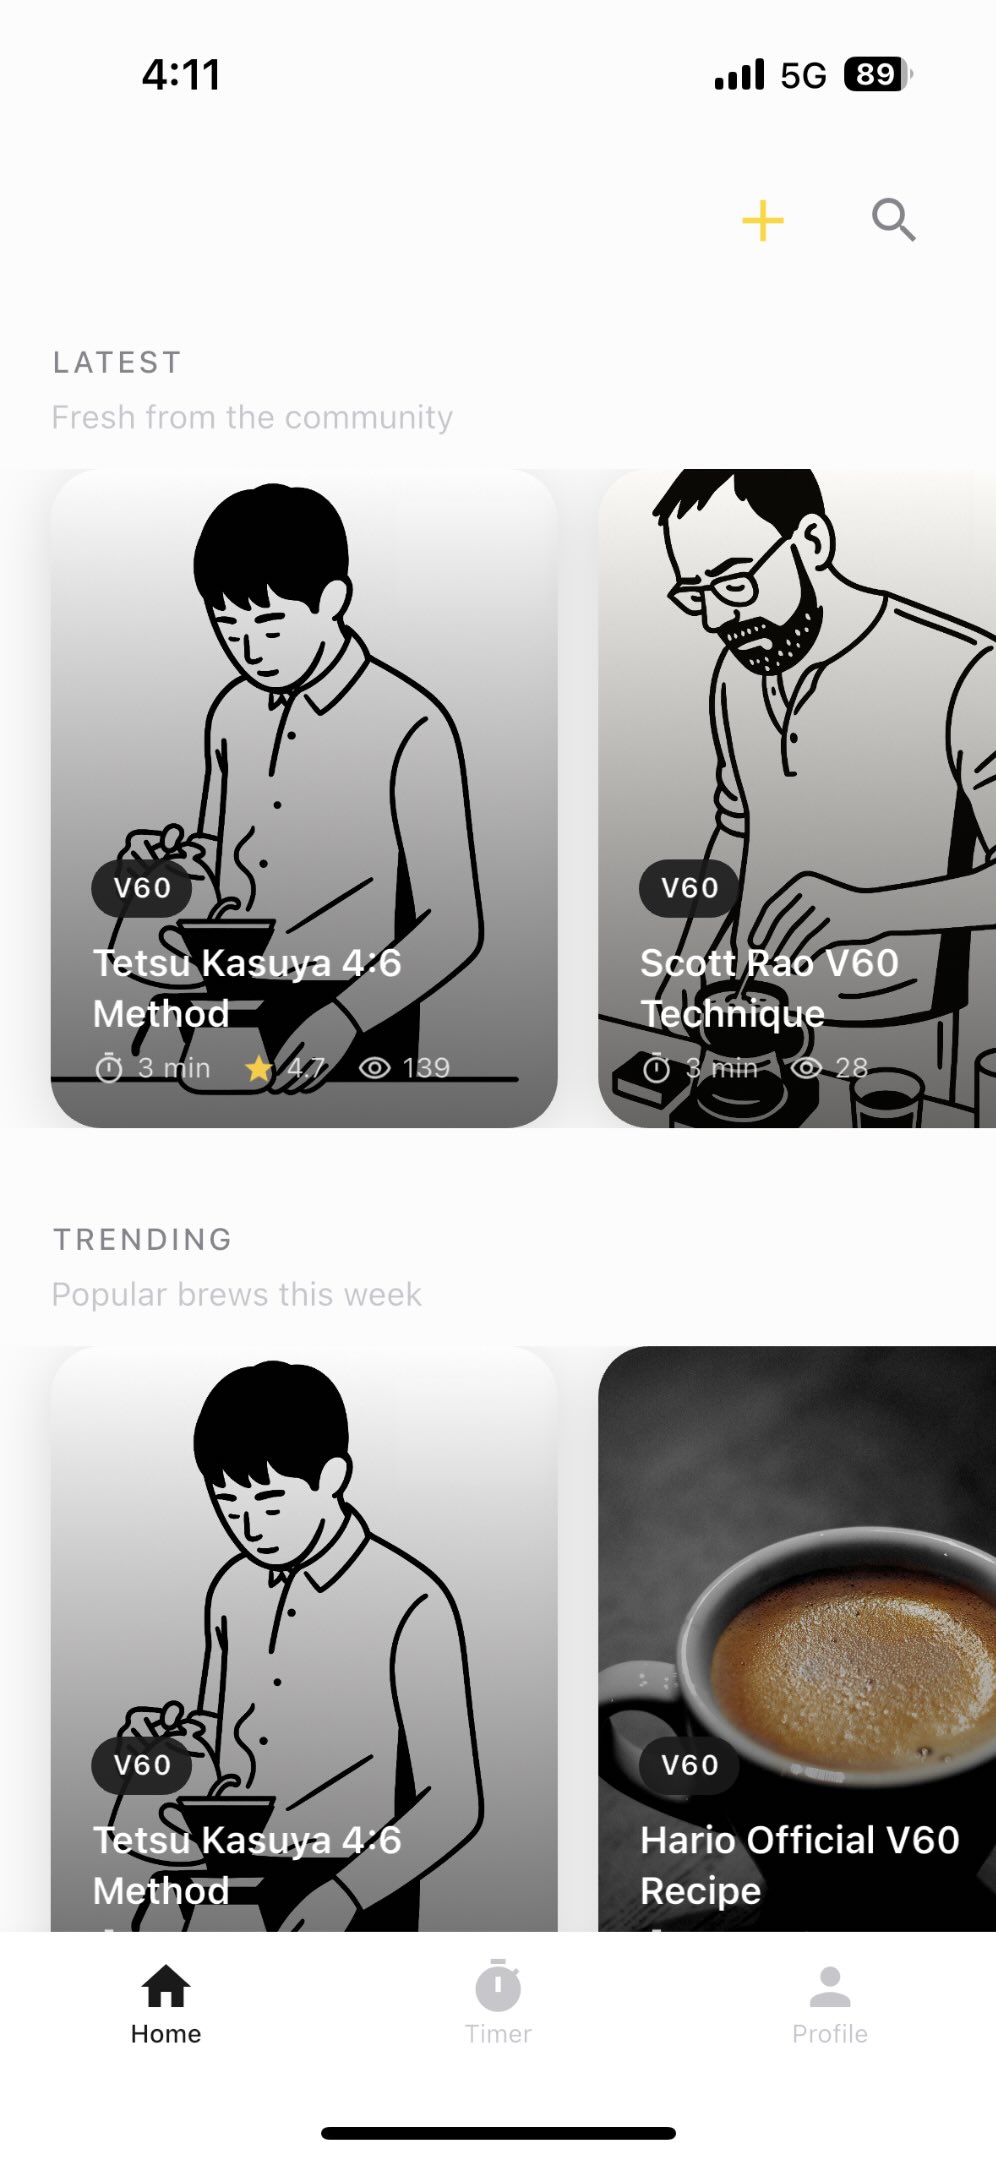 4:11
5G 89
LATEST
Fresh from the community
V60
Tetsu Kasuya 4:6
Method
3 min 4.7 139
V60
Scott Rao V60
Technique
3 min 28
TRENDING
Popular brews this week
V60
Tetsu Kasuya 4:6
Method
V60
Hario Official V60
Recipe
Home
Timer
Profile